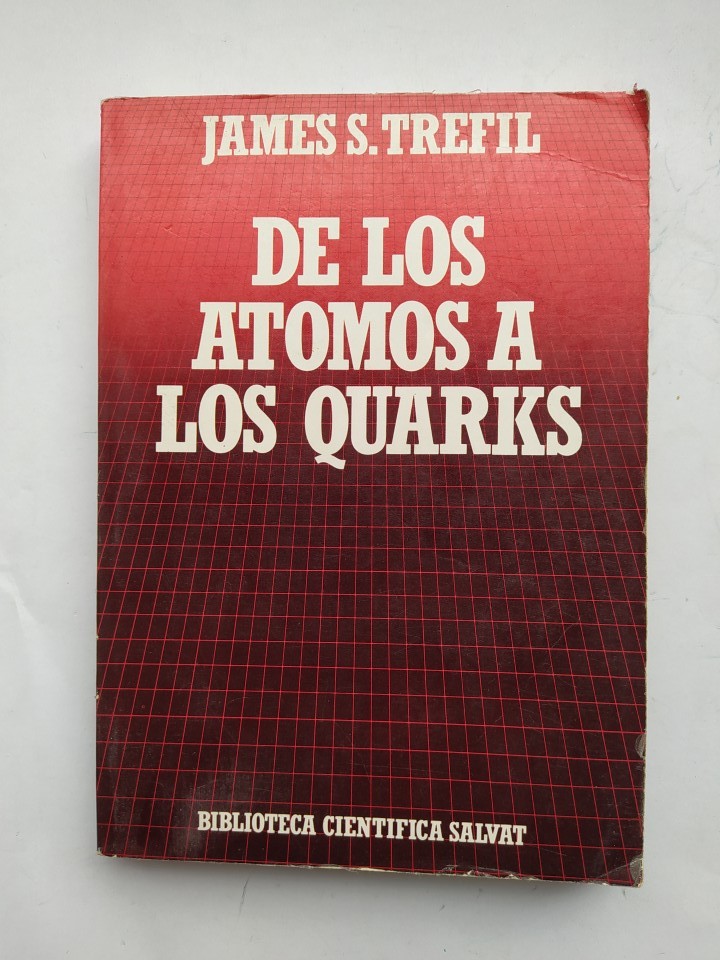 JAMES S. TREFIL
DE LOS
ATOMOS A
LOS QUARKS
BIBLIOTECA CIENTIFICA SALVAT